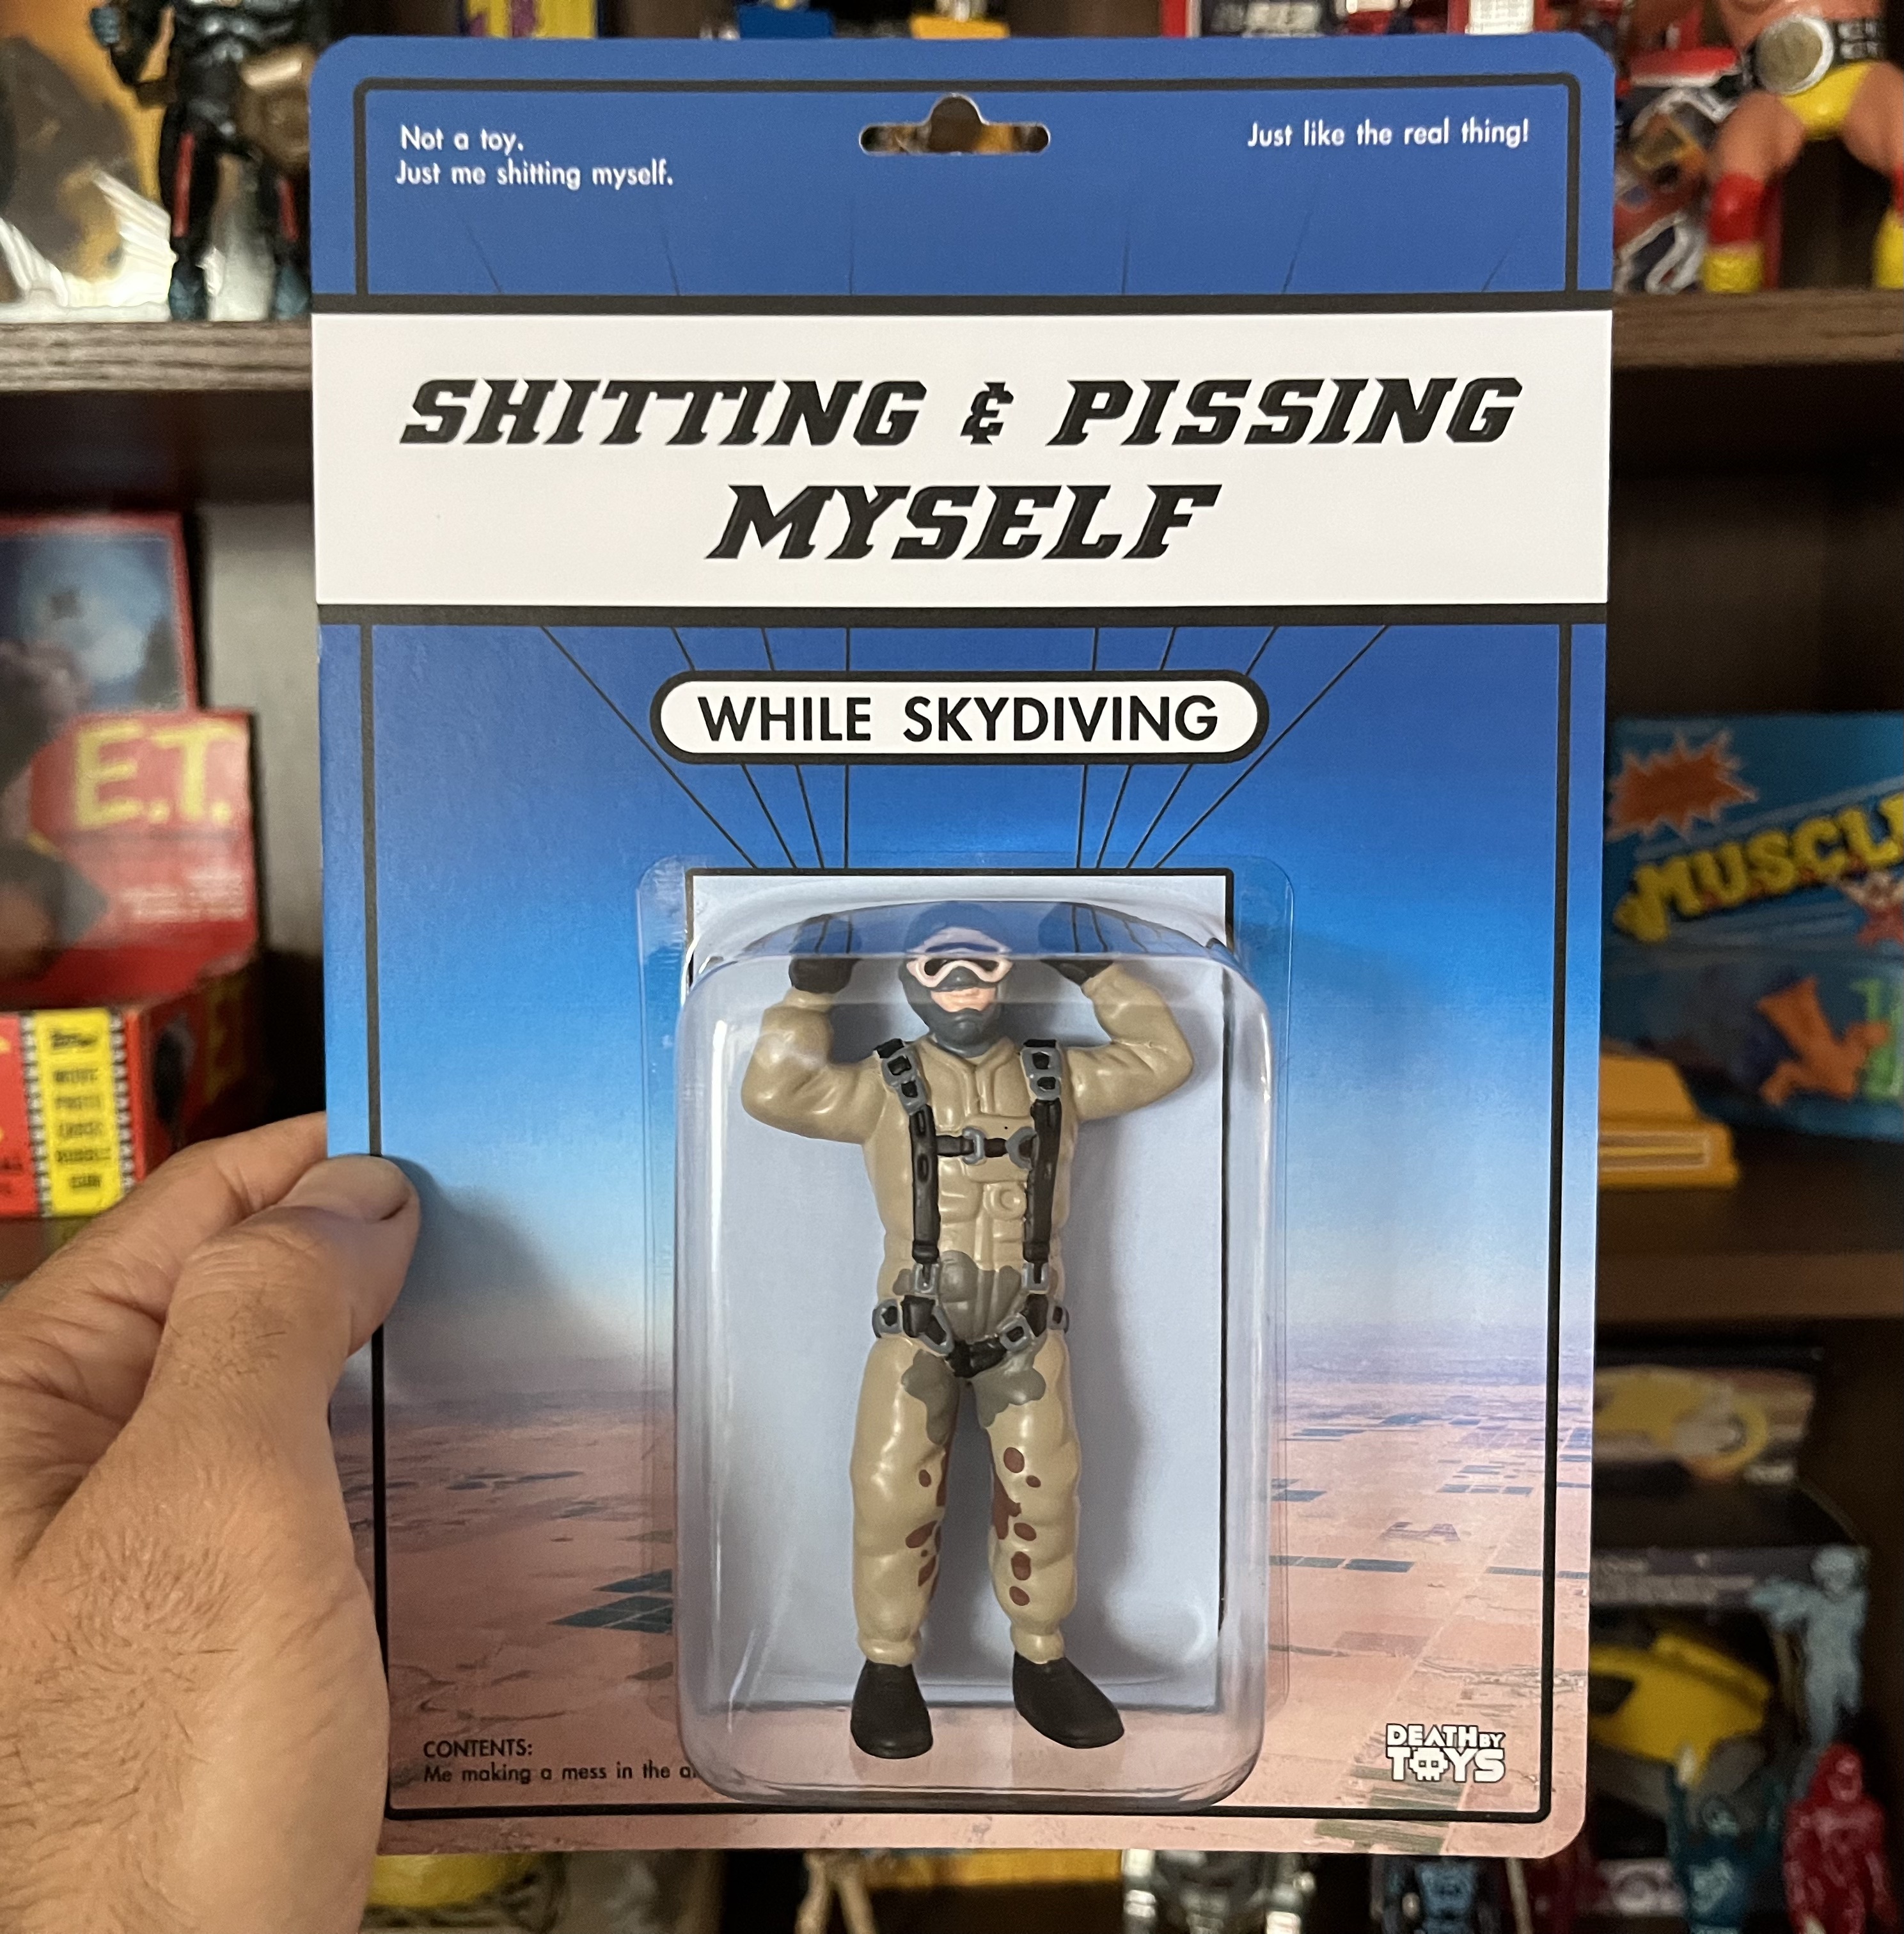 Not a toy.
Just me shitting myself.
Just like the real thing!
SHITTING & PISSING
MYSELF
WHILE SKYDIVING
E.T.
MUSCL
CONTENTS:
Me making a mess in the a
DEATH BY
TOYS